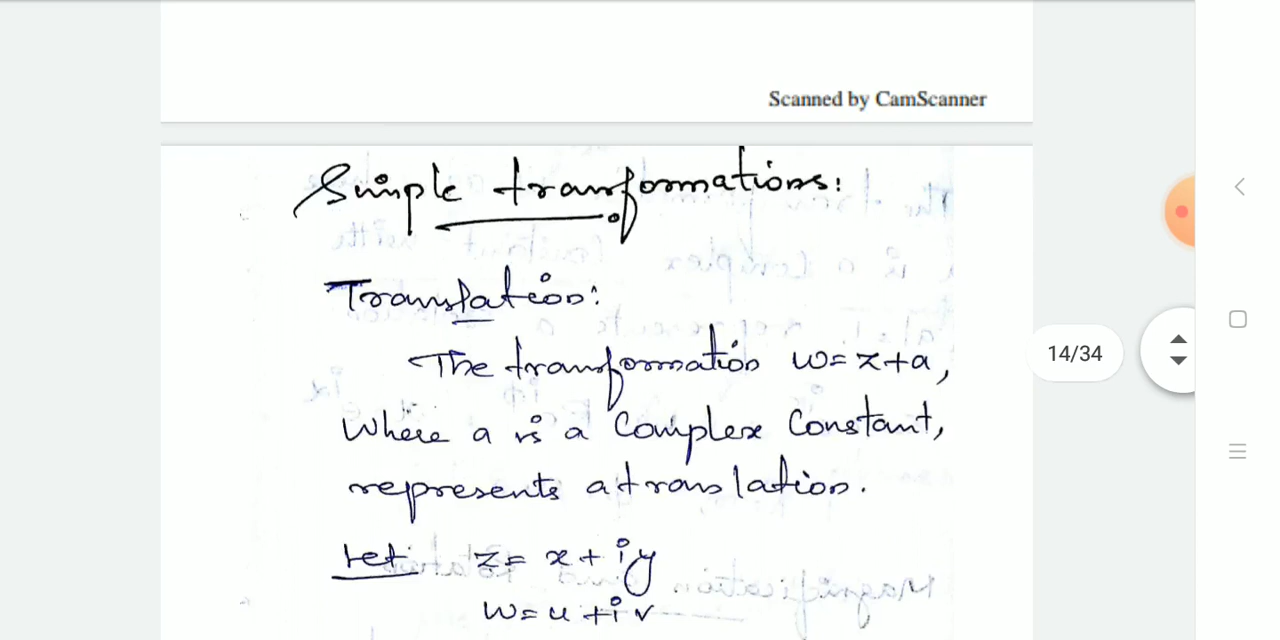 Scanned by CamScanner
Simple transformations:
Translation:
The transformation w = z + a,
Where a is a Complex Constant,
represents a translation.
14/34
Let z = x + iy
w = u + iv